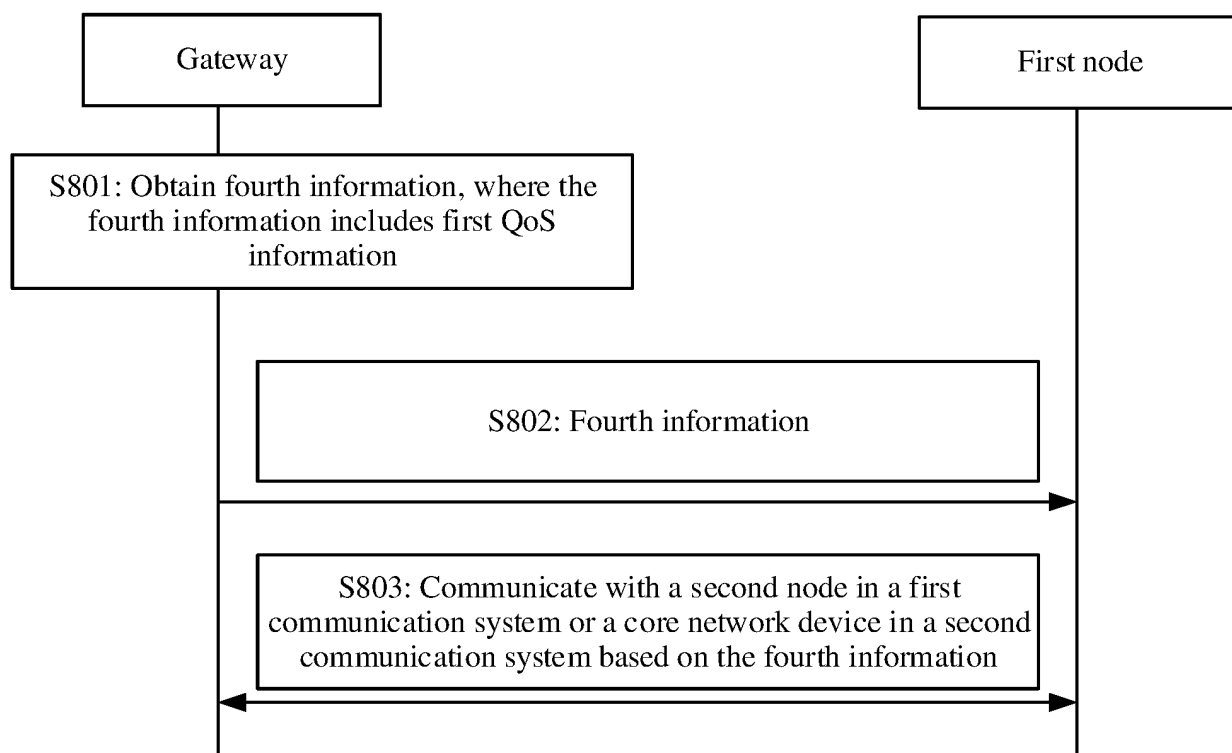 Gateway
First node
S801: Obtain fourth information, where the
fourth information includes first QoS
information
S802: Fourth information
S803: Communicate with a second node in a first
communication system or a core network device in a second
communication system based on the fourth information